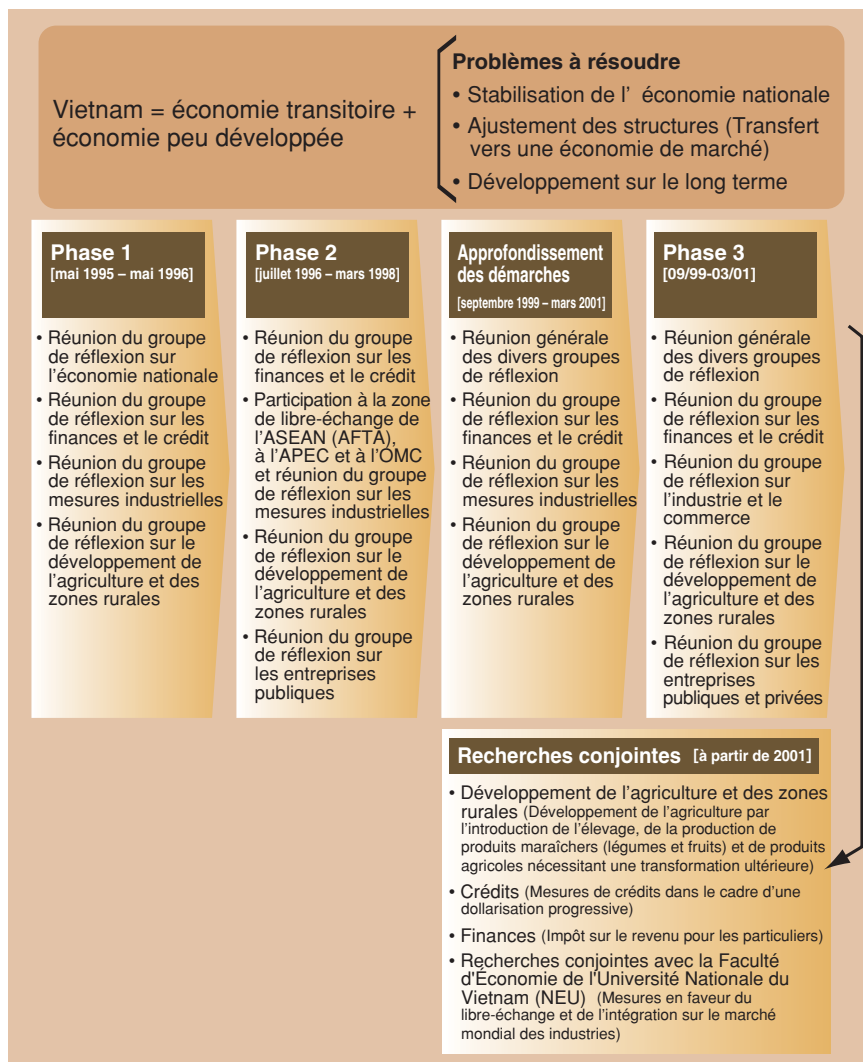 Vietnam = économie transitoire +
économie peu développée
Problèmes à résoudre
• Stabilisation de l' économie nationale
• Ajustement des structures (Transfert
vers une économie de marché)
• Développement sur le long terme
Phase 1
[mai 1995 – mai 1996]
• Réunion du groupe
de réflexion sur
l'économie nationale
• Réunion du groupe
de réflexion sur les
finances et le crédit
• Réunion du groupe
de réflexion sur les
mesures industrielles
• Réunion du groupe
de réflexion sur le
développement de
l'agriculture et des
zones rurales
Phase 2
[juillet 1996 – mars 1998]
• Réunion du groupe
de réflexion sur les
finances et le crédit
• Participation à la zone
de libre-échange de
l'ASEAN (AFTA),
à l'APEC et à l'OMC
et réunion du groupe
de réflexion sur les
mesures industrielles
• Réunion du groupe
de réflexion sur le
développement de
l'agriculture et des
zones rurales
• Réunion du groupe
de réflexion sur
les entreprises
publiques
Approfondissement
des démarches
[septembre 1999 – mars 2001]
• Réunion générale
des divers groupes
de réflexion
• Réunion du groupe
de réflexion sur les
finances et le crédit
• Réunion du groupe
de réflexion sur les
mesures industrielles
• Réunion du groupe
de réflexion sur le
développement de
l'agriculture et des
zones rurales
Phase 3
[09/99-03/01]
• Réunion générale
des divers groupes
de réflexion
• Réunion du groupe
de réflexion sur les
finances et le crédit
• Réunion du groupe
de réflexion sur
l'industrie et le
commerce
• Réunion du groupe
de réflexion sur le
développement de
l'agriculture et des
zones rurales
• Réunion du groupe
de réflexion sur les
entreprises
publiques et privées
Recherches conjointes [à partir de 2001]
• Développement de l'agriculture et des zones
rurales (Développement de l'agriculture par
l'introduction de l'élevage, de la production de
produits maraîchers (légumes et fruits) et de produits
agricoles nécessitant une transformation ultérieure)
• Crédits (Mesures de crédits dans le cadre d'une
dollarisation progressive)
• Finances (Impôt sur le revenu pour les particuliers)
• Recherches conjointes avec la Faculté
d'Économie de l'Université Nationale du
Vietnam (NEU) (Mesures en faveur du
libre-échange et de l'intégration sur le marché
mondial des industries)